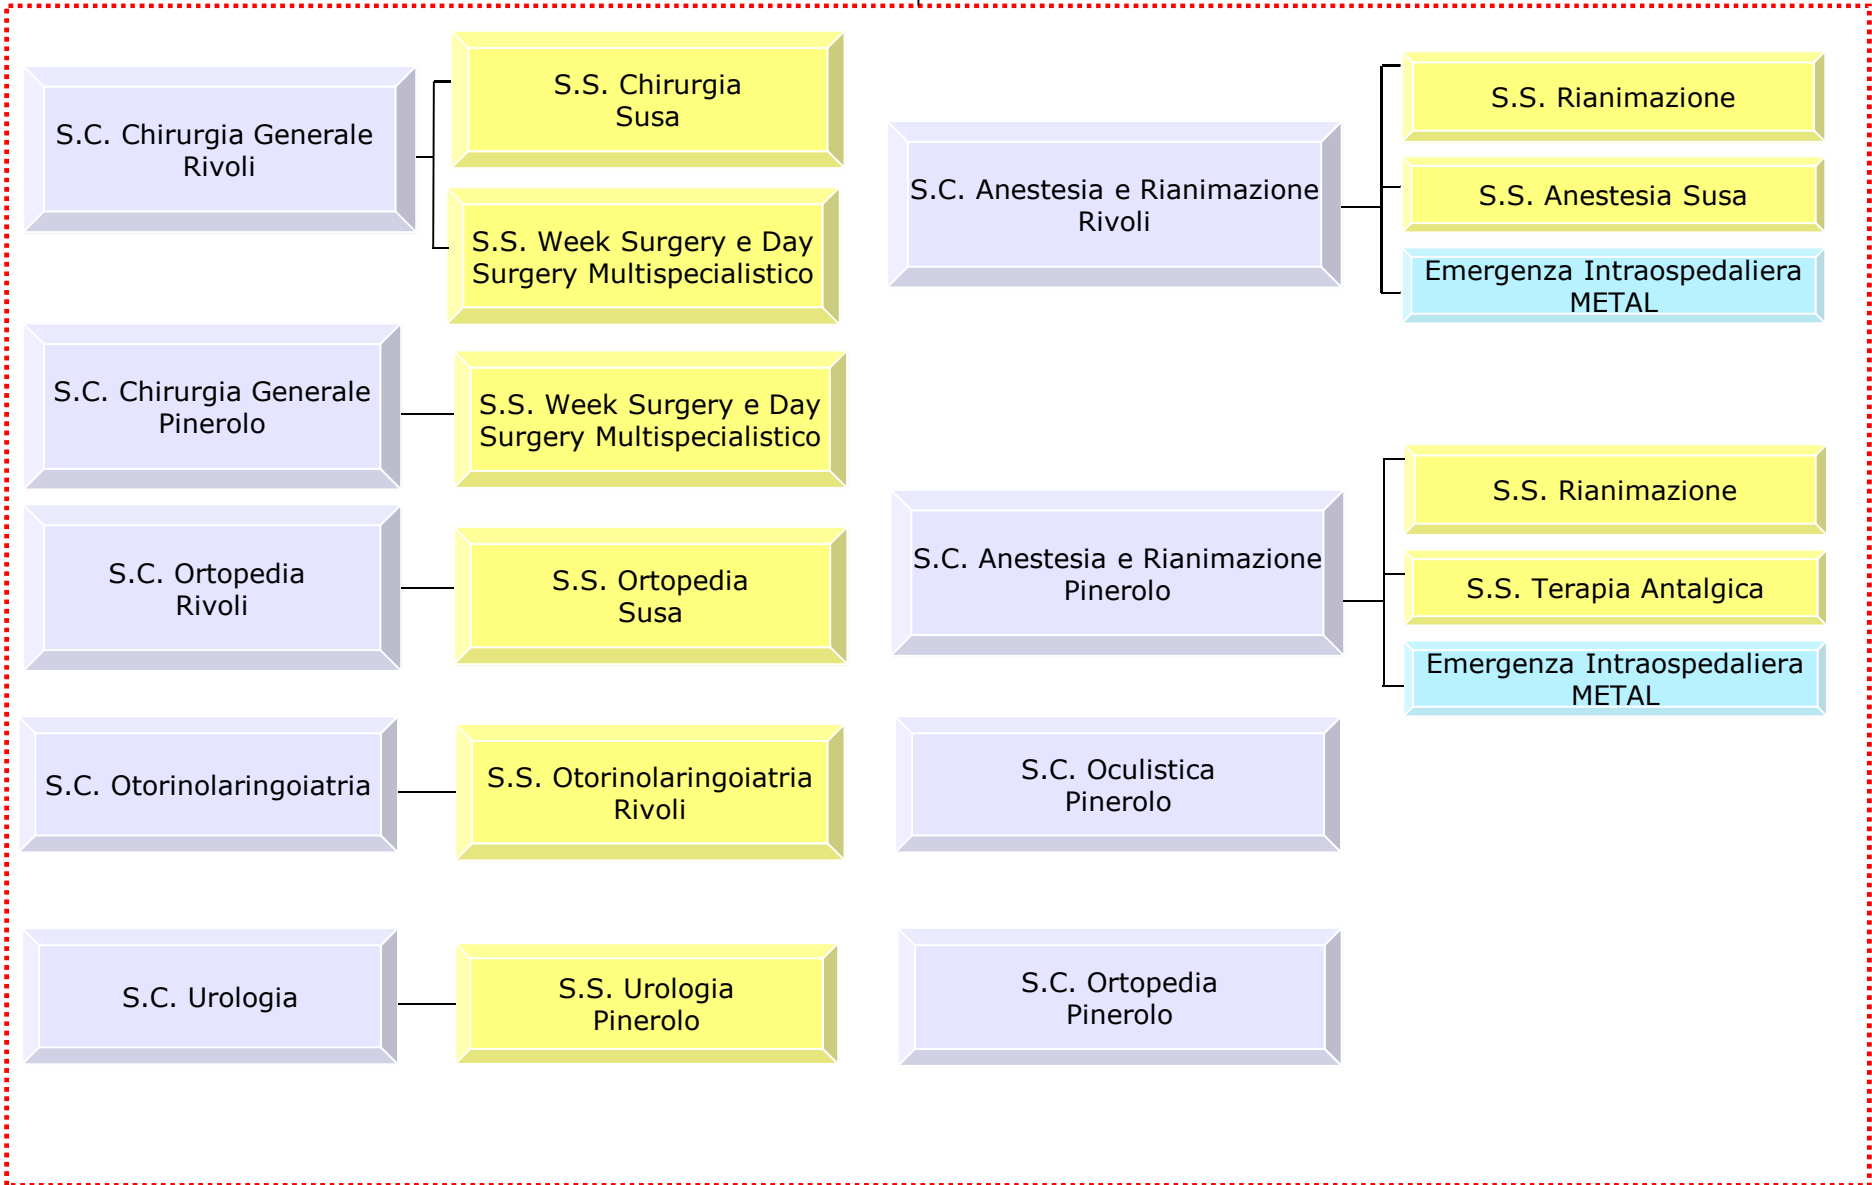 S.C. Chirurgia Generale
Rivoli
S.S. Chirurgia
Susa
S.S. Week Surgery e Day
Surgery Multispecialistico
S.C. Chirurgia Generale
Pinerolo
S.S. Week Surgery e Day
Surgery Multispecialistico
S.C. Ortopedia
Rivoli
S.S. Ortopedia
Susa
S.C. Otorinolaringoiatria
S.S. Otorinolaringoiatria
Rivoli
S.C. Urologia
S.S. Urologia
Pinerolo
S.C. Anestesia e Rianimazione
Rivoli
S.S. Rianimazione
S.S. Anestesia Susa
Emergenza Intraospedaliera
METAL
S.C. Anestesia e Rianimazione
Pinerolo
S.S. Rianimazione
S.S. Terapia Antalgica
Emergenza Intraospedaliera
METAL
S.C. Oculistica
Pinerolo
S.C. Ortopedia
Pinerolo